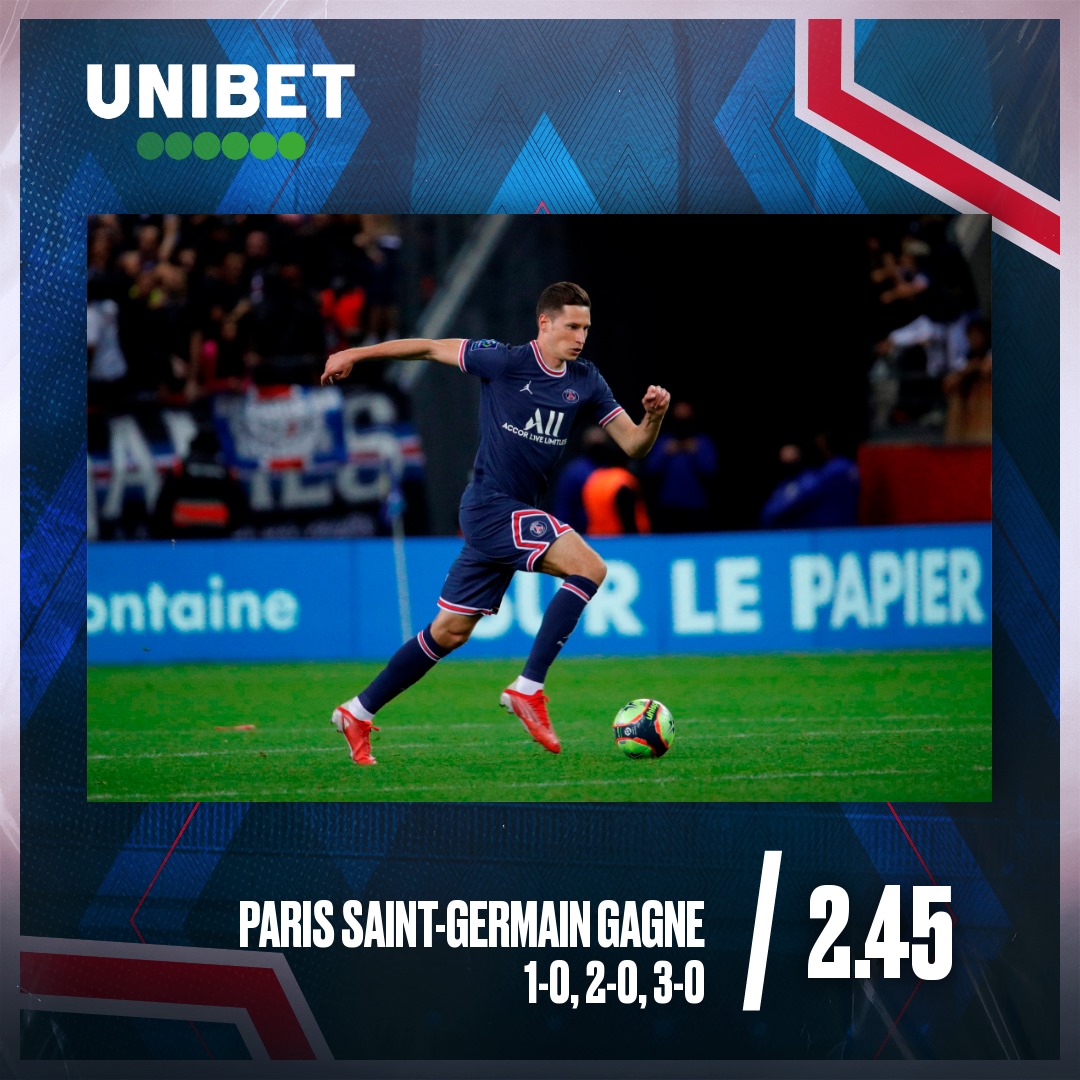 UNIBET
ALL
ACCOR LIVE LIMITLESS
ontaine
SUR LE PAPIER
UNIBET
PARIS SAINT-GERMAIN GAGNE
1-0, 2-0, 3-0
/ 2.45